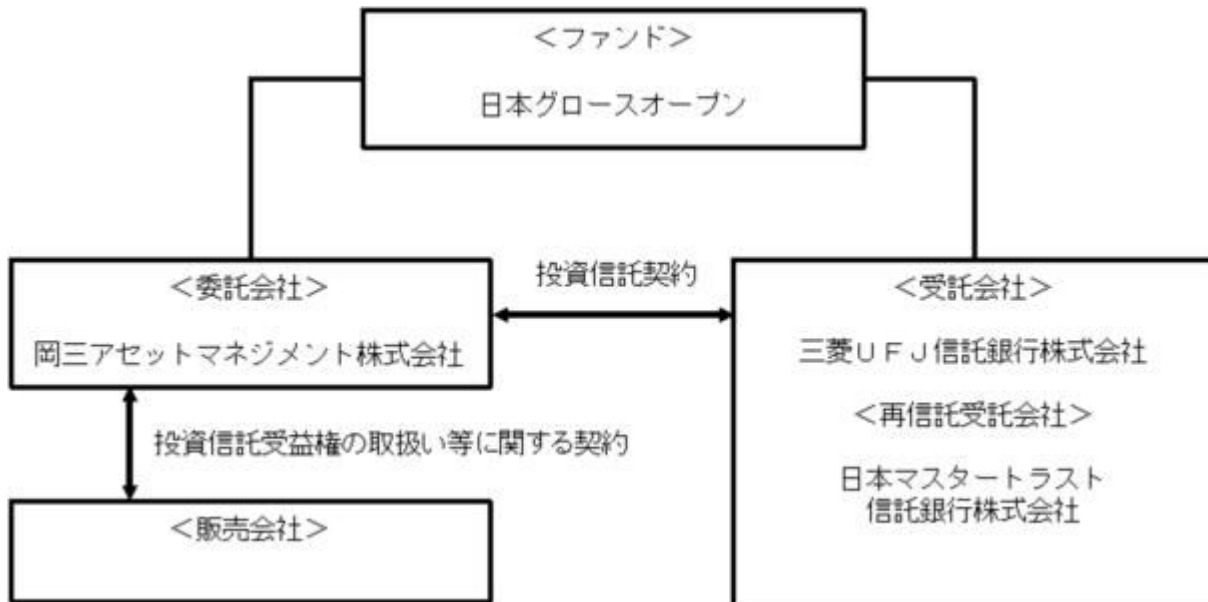 ＜ファンド＞
日本グロースオープン
＜委託会社＞
岡三アセットマネジメント株式会社
投資信託契約
＜受託会社＞
三菱ＵＦＪ信託銀行株式会社
＜再信託受託会社＞
日本マスタートラスト
信託銀行株式会社
投資信託受益権の取扱い等に関する契約
＜販売会社＞